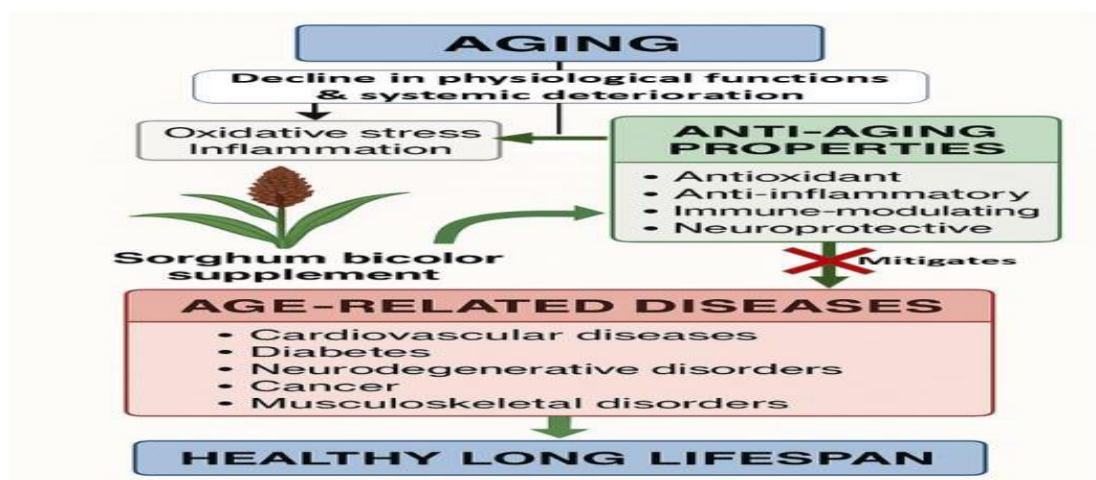 AGING
Decline in physiological functions
& systemic deterioration
Oxidative stress
Inflammation
ANTI-AGING
PROPERTIES
• Antioxidant
• Anti-inflammatory
• Immune-modulating
• Neuroprotective
Sorghum bicolor
supplement
Mitigates
AGE-RELATED DISEASES
• Cardiovascular diseases
• Diabetes
• Neurodegenerative disorders
• Cancer
• Musculoskeletal disorders
HEALTHY LONG LIFESPAN